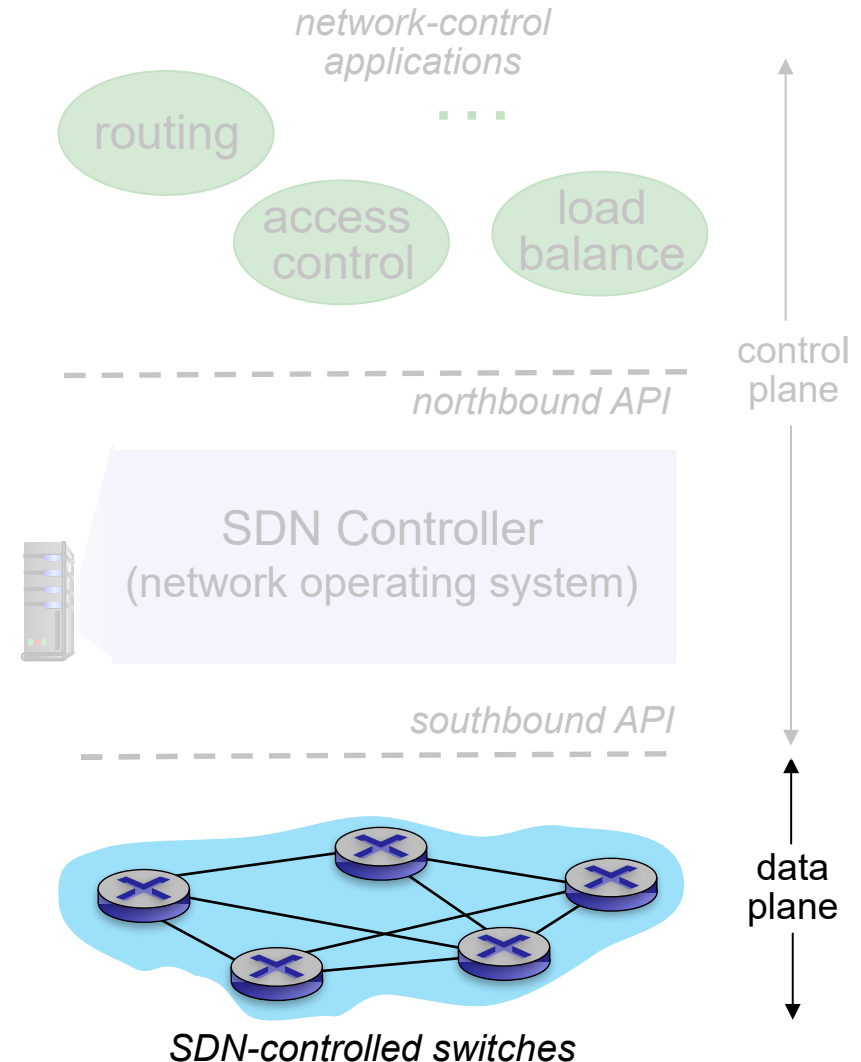 network-control
applications
routing
. . .
access
control
load
balance
control
plane
northbound API
SDN Controller
(network operating system)
southbound API
data
plane
SDN-controlled switches